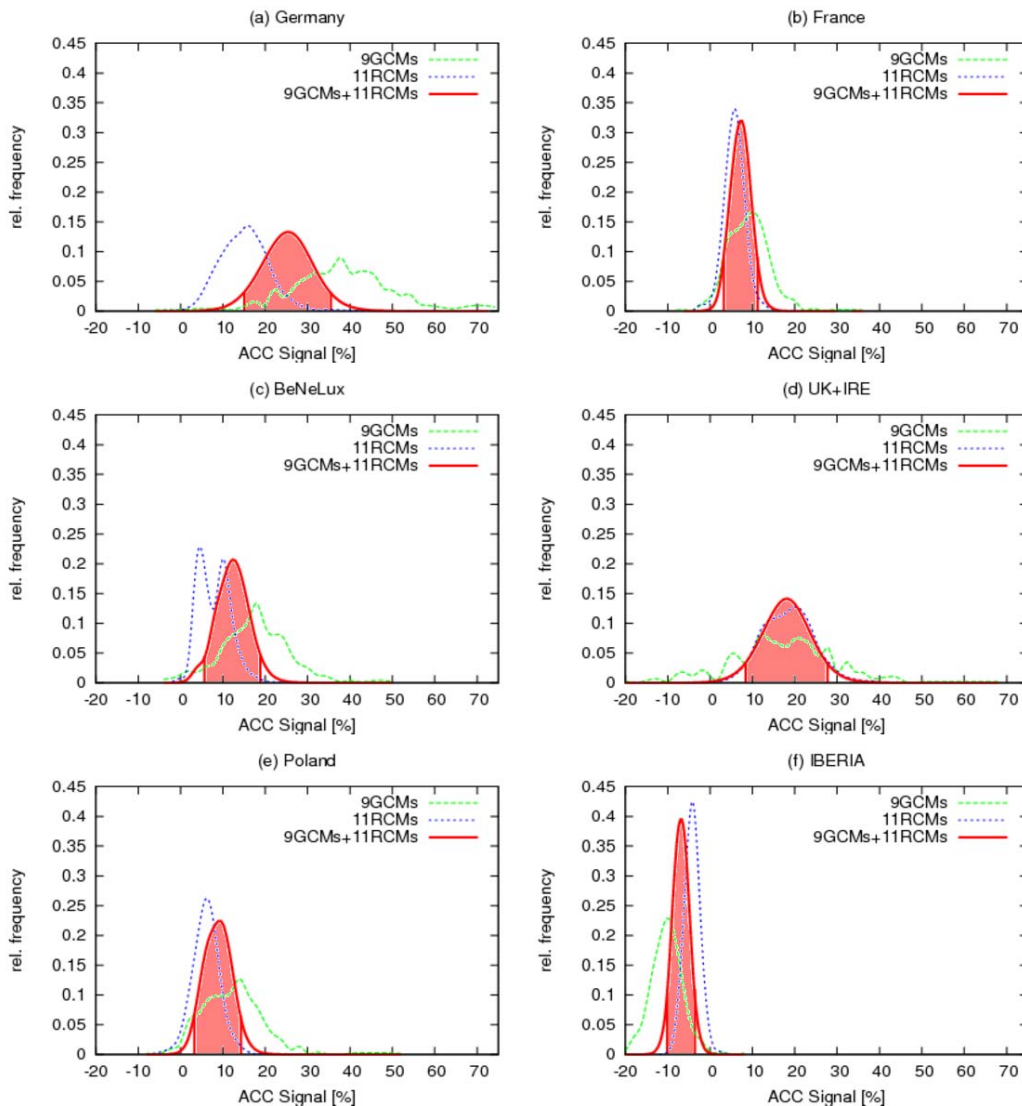 (a) Germany
0.45
0.4
0.35
0.3
0.25
0.2
0.15
0.1
0.05
0
rel. frequency
9GCMs
11RCMs
9GCMs+11RCMs
-20 -10 0 10 20 30 40 50 60 70
ACC Signal [%]
(b) France
0.45
0.4
0.35
0.3
0.25
0.2
0.15
0.1
0.05
0
rel. frequency
9GCMs
11RCMs
9GCMs+11RCMs
-20 -10 0 10 20 30 40 50 60 70
ACC Signal [%]
(c) BeNeLux
0.45
0.4
0.35
0.3
0.25
0.2
0.15
0.1
0.05
0
rel. frequency
9GCMs
11RCMs
9GCMs+11RCMs
-20 -10 0 10 20 30 40 50 60 70
ACC Signal [%]
(d) UK+IRE
0.45
0.4
0.35
0.3
0.25
0.2
0.15
0.1
0.05
0
rel. frequency
9GCMs
11RCMs
9GCMs+11RCMs
-20 -10 0 10 20 30 40 50 60 70
ACC Signal [%]
(e) Poland
0.45
0.4
0.35
0.3
0.25
0.2
0.15
0.1
0.05
0
rel. frequency
9GCMs
11RCMs
9GCMs+11RCMs
-20 -10 0 10 20 30 40 50 60 70
ACC Signal [%]
(f) IBERIA
0.45
0.4
0.35
0.3
0.25
0.2
0.15
0.1
0.05
0
rel. frequency
9GCMs
11RCMs
9GCMs+11RCMs
-20 -10 0 10 20 30 40 50 60 70
ACC Signal [%]